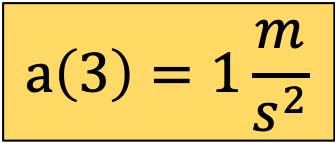 a(3) = 1 m/s²